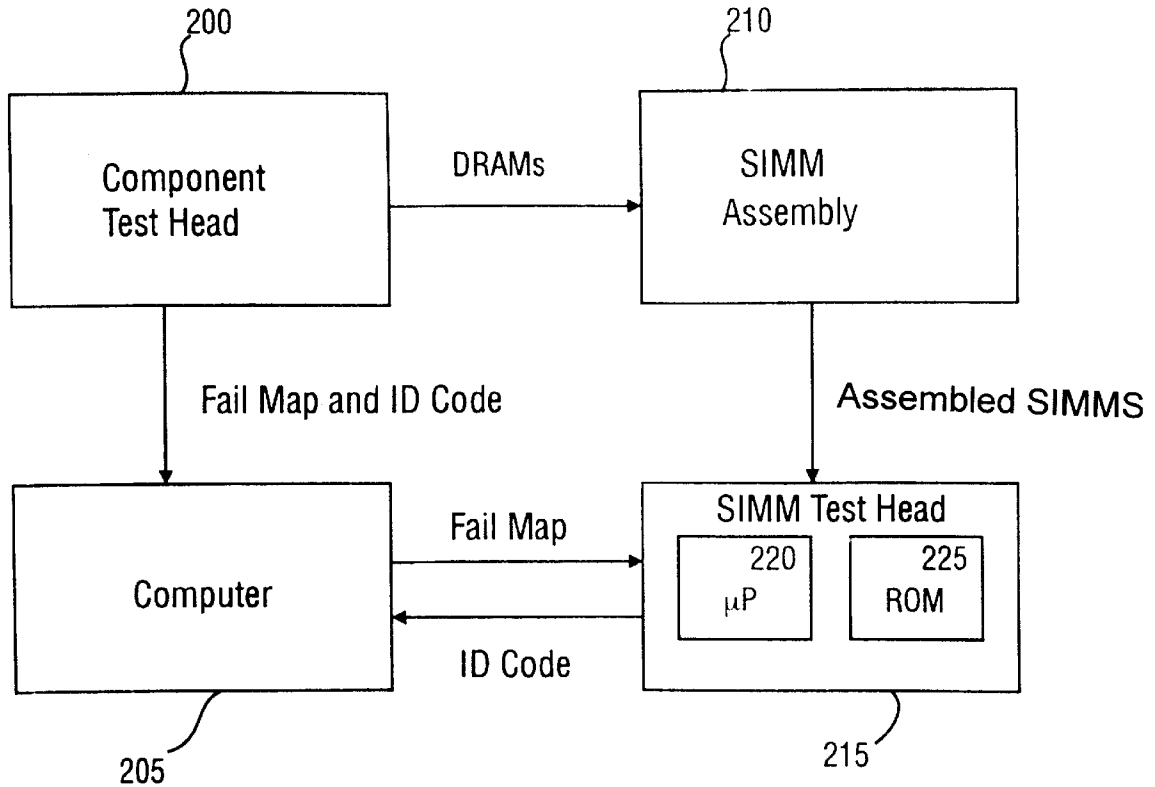 200
210
Component
Test Head
DRAMs
SIMM
Assembly
Fail Map and ID Code
Assembled SIMMS
Computer
Fail Map
ID Code
SIMM Test Head
220
μP
225
ROM
205
215